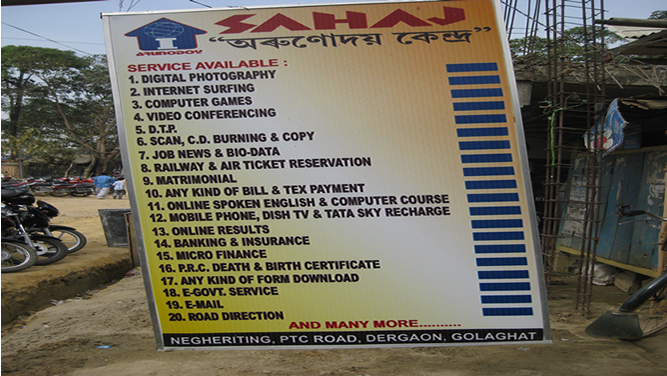 SAHAJ
ARUNODOY
"অৰুণোদয় কেন্দ্ৰ"
SERVICE AVAILABLE :
1. DIGITAL PHOTOGRAPHY
2. INTERNET SURFING
3. COMPUTER GAMES
4. VIDEO CONFERENCING
5. D.T.P.
6. SCAN, C.D. BURNING & COPY
7. JOB NEWS & BIO-DATA
8. RAILWAY & AIR TICKET RESERVATION
9. MATRIMONIAL
10. ANY KIND OF BILL & TEX PAYMENT
11. ONLINE SPOKEN ENGLISH & COMPUTER COURSE
12. MOBILE PHONE, DISH TV & TATA SKY RECHARGE
13. ONLINE RESULTS
14. BANKING & INSURANCE
15. MICRO FINANCE
16. P.R.C. DEATH & BIRTH CERTIFICATE
17. ANY KIND OF FORM DOWNLOAD
18. E-GOVT. SERVICE
19. E-MAIL
20. ROAD DIRECTION
AND MANY MORE..........
NEGHERITING, PTC ROAD, DERGAON, GOLAGHAT